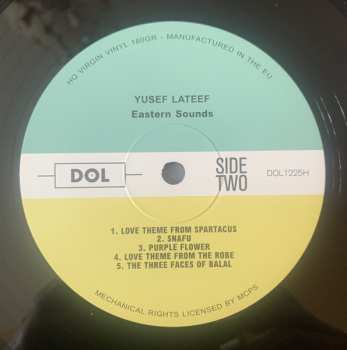 HQ VIRGIN VINYL 180GR - MANUFACTURED IN THE EU
YUSEF LATEEF
Eastern Sounds
DOL
SIDE
TWO
DOL1225H
1. LOVE THEME FROM SPARTACUS
2. SNAFU
3. PURPLE FLOWER
4. LOVE THEME FROM THE ROBE
5. THE THREE FACES OF BALAL
MECHANICAL RIGHTS LICENSED BY MCPS